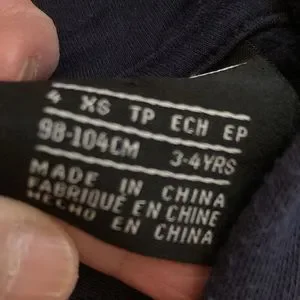 4 XS TP ECH EP
98-104CM 3-4YRS
MADE IN CHINA
FABRIQUÉ EN CHINE
HECHO EN CHINA